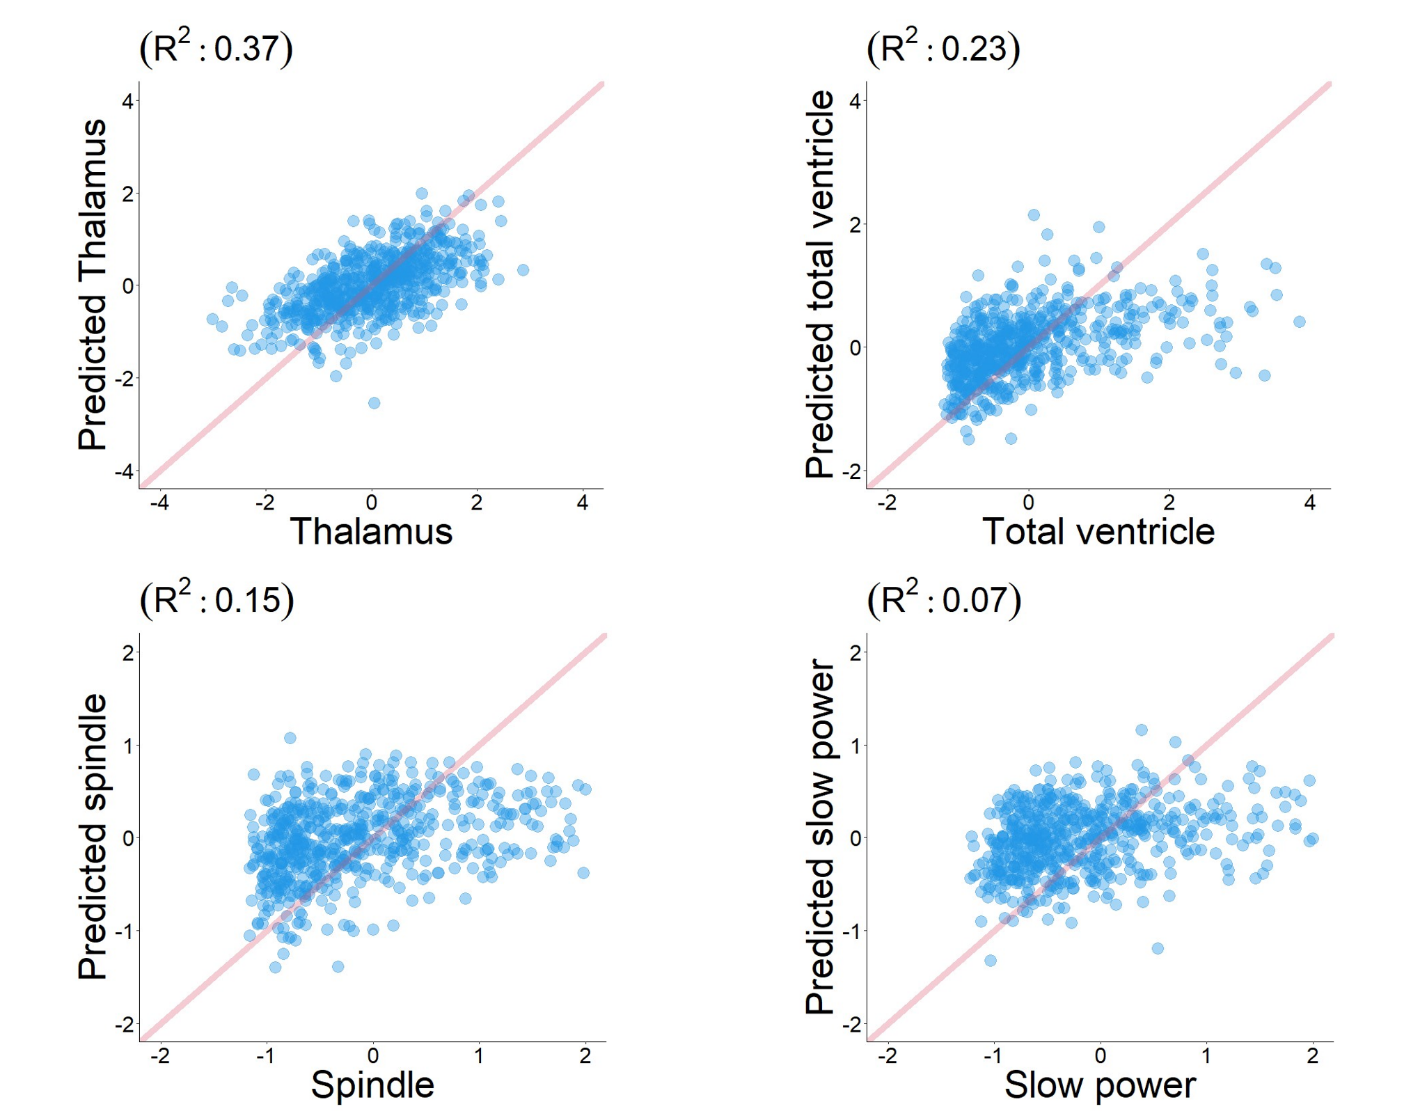 (R²: 0.37)
Predicted Thalamus
4
2
0
-2
-4
-4 -2 0 2 4
Thalamus
(R²: 0.23)
Predicted total ventricle
4
2
0
-2
-2 0 2 4
Total ventricle
(R²: 0.15)
Predicted spindle
2
1
0
-1
-2
-2 -1 0 1 2
Spindle
(R²: 0.07)
Predicted slow power
2
1
0
-1
-2
-2 -1 0 1 2
Slow power